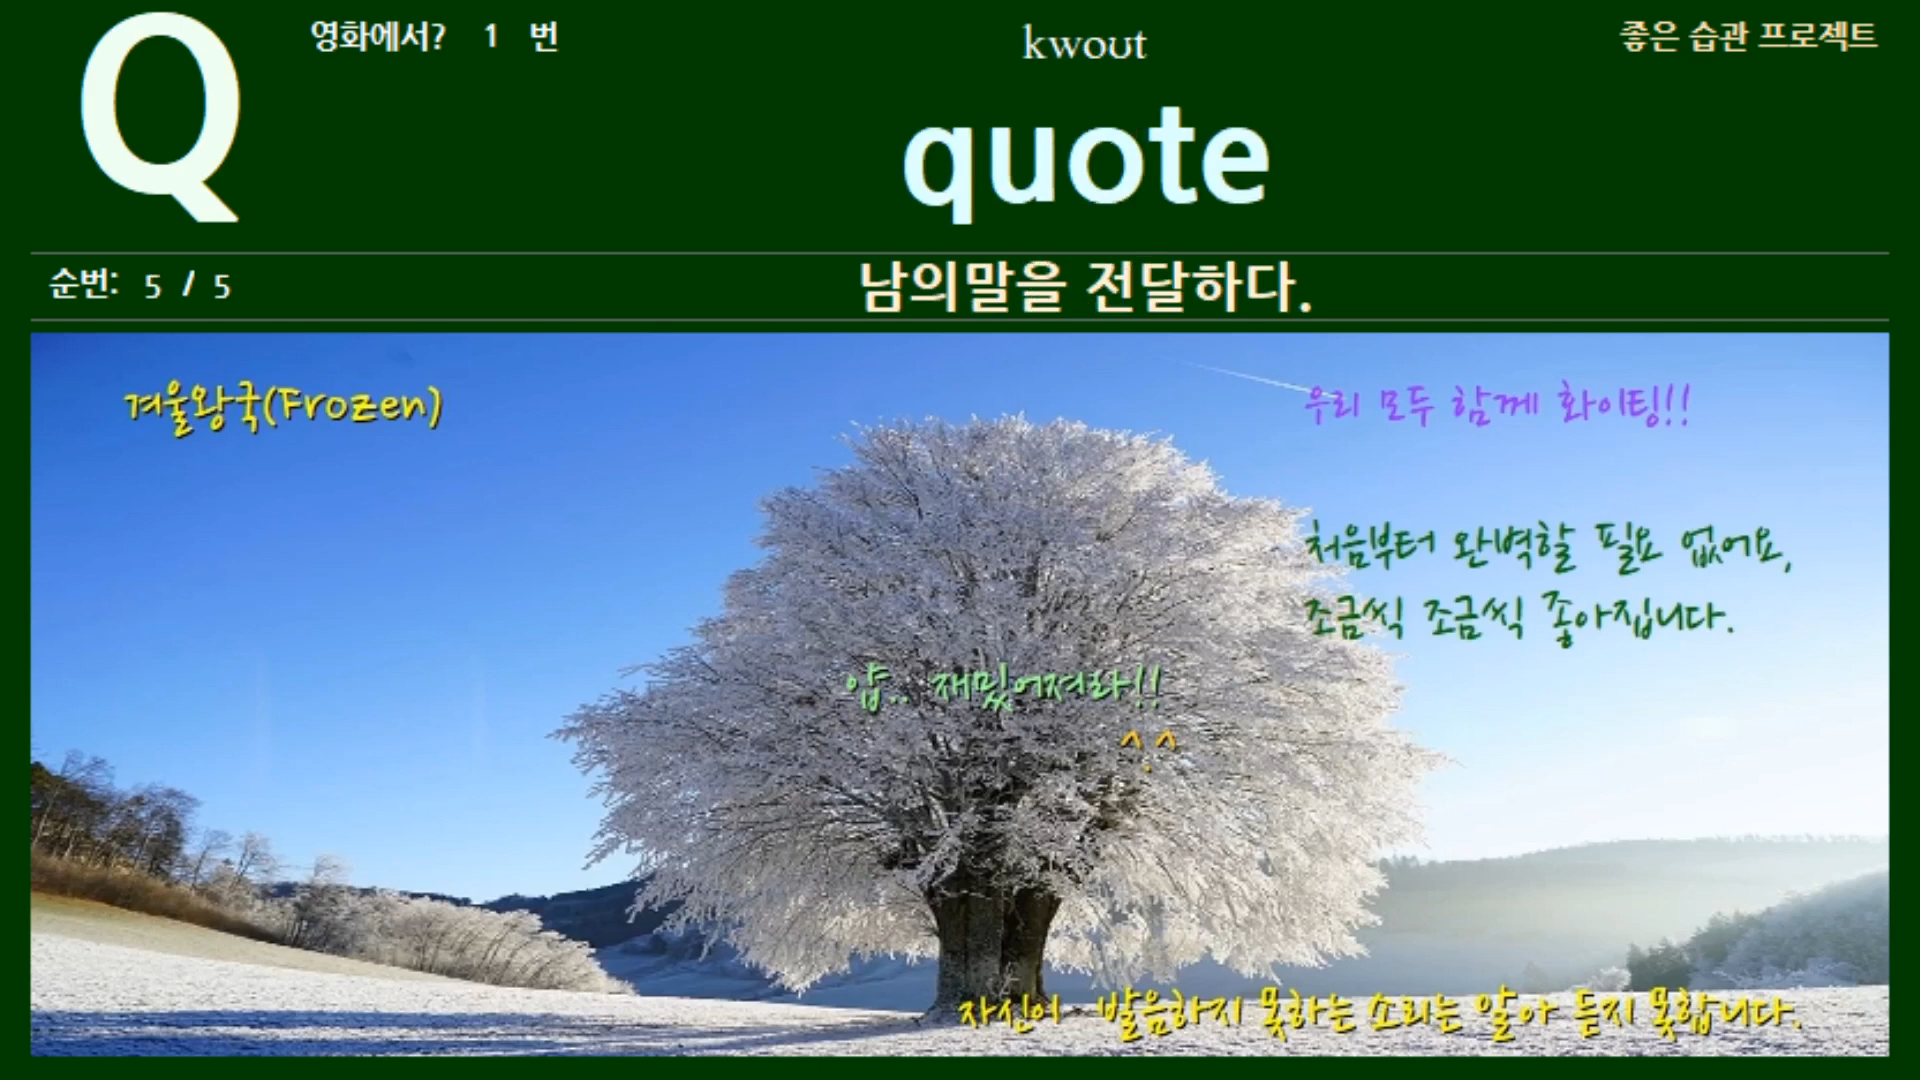 Q
영화에서? 1 번
kwout
좋은 습관 프로젝트
quote
순번: 5 / 5
남의말을 전달하다.
겨울왕국(Frozen)
우리 모두 함께 화이팅!!
처음부터 완벽할 필요 없어요,
조금씩 조금씩 좋아집니다.
얍.. 재밌어져라!!
^.^
자신이 발음하지 못하는 소리는 알아 듣지 못합니다.